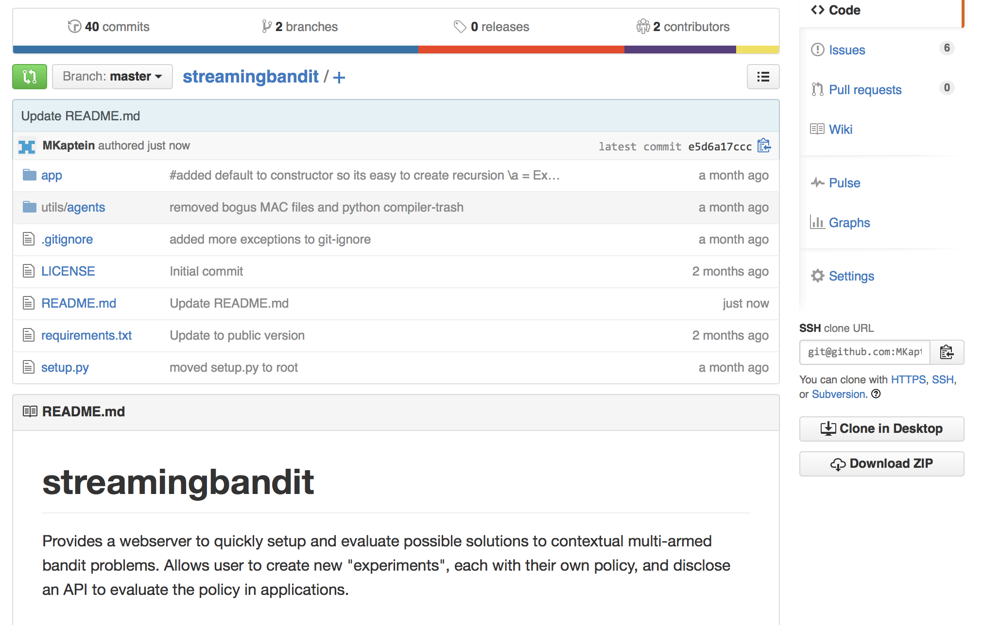 40 commits 2 branches 0 releases 2 contributors
Branch: master streamingbandit / +
Update README.md
MKaptein authored just now latest commit e5d6a17ccc
app #added default to constructor so its easy to create recursion \a = Ex… a month ago
utils/agents removed bogus MAC files and python compiler-trash a month ago
.gitignore added more exceptions to git-ignore a month ago
LICENSE Initial commit 2 months ago
README.md Update README.md just now
requirements.txt Update to public version 2 months ago
setup.py moved setup.py to root a month ago
README.md
streamingbandit
Provides a webserver to quickly setup and evaluate possible solutions to contextual multi-armed
bandit problems. Allows user to create new "experiments", each with their own policy, and disclose
an API to evaluate the policy in applications.
Code
Issues 6
Pull requests 0
Wiki
Pulse
Graphs
Settings
SSH clone URL
git@github.com:MKapt
You can clone with HTTPS, SSH,
or Subversion.
Clone in Desktop
Download ZIP